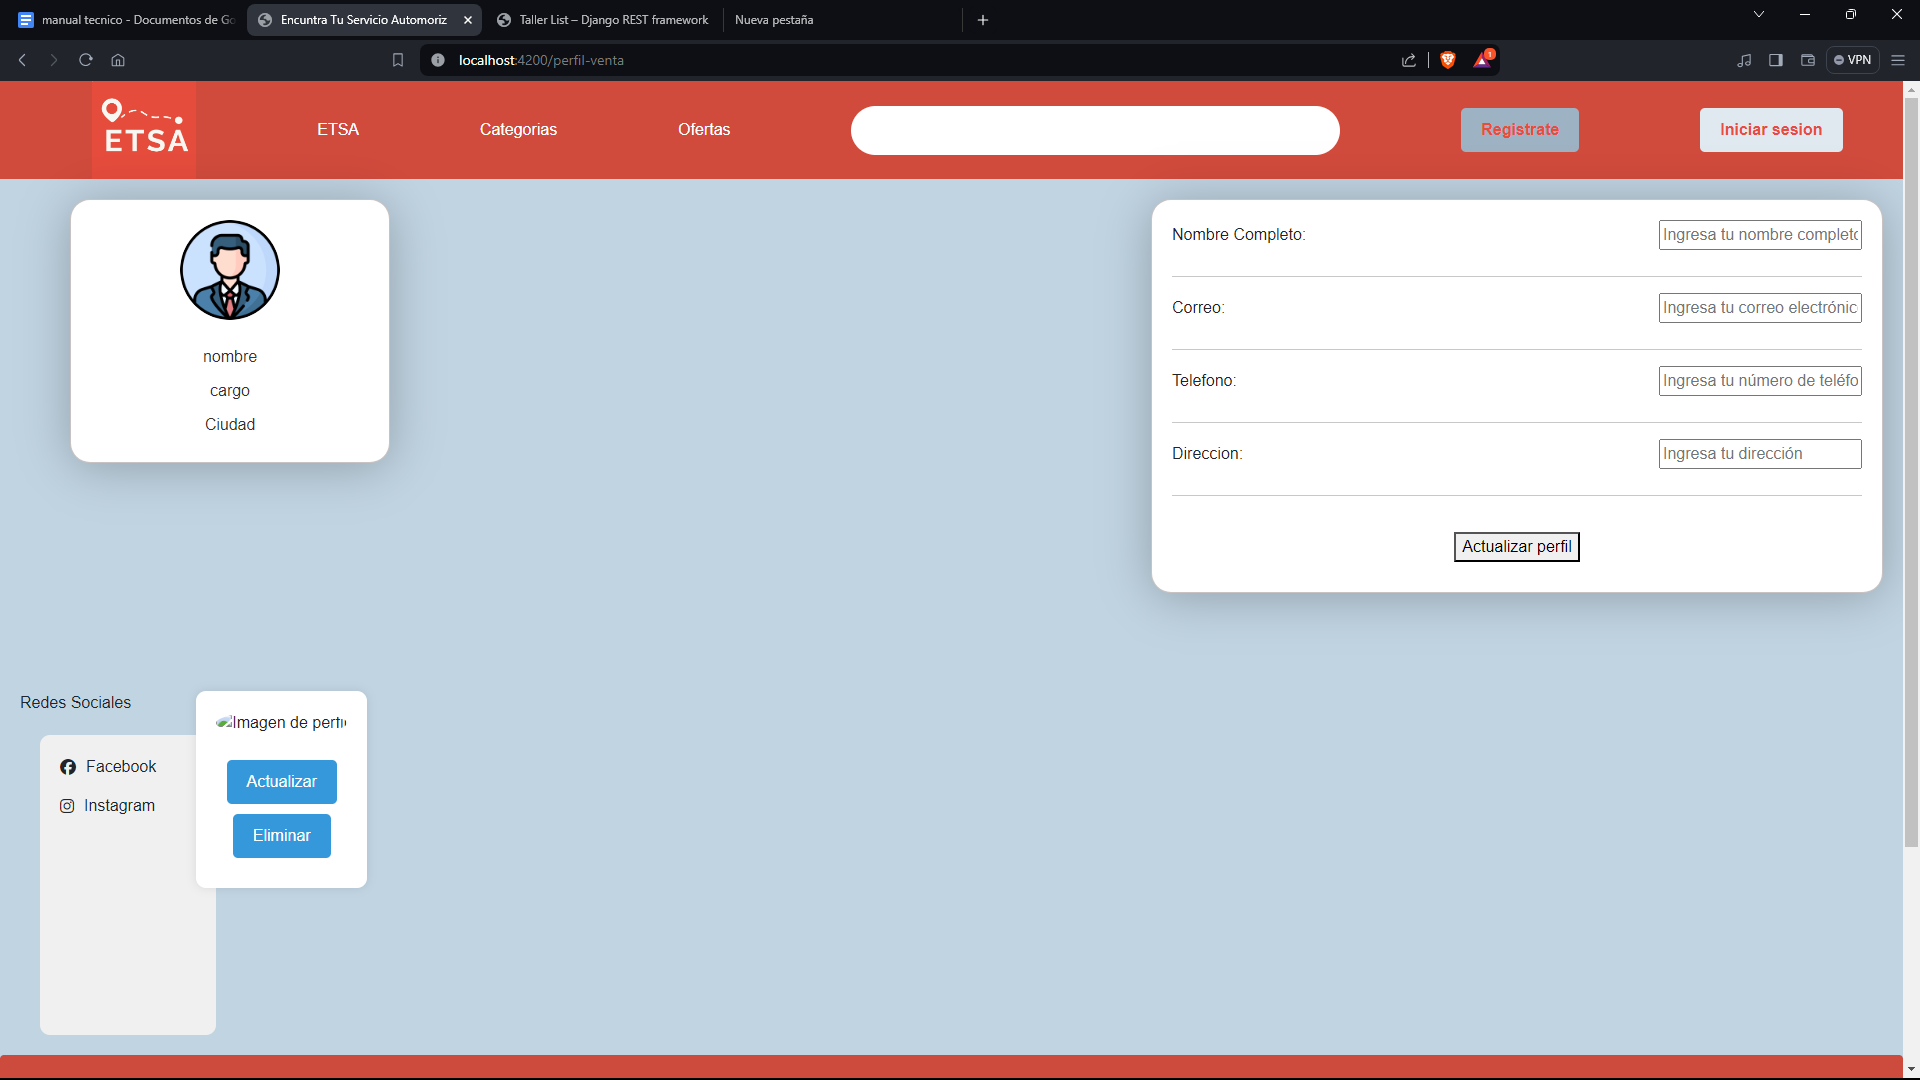 manual tecnico - Documentos de Go
Encuntra Tu Servicio Automoriz
Taller List – Django REST framework
Nueva pestaña
localhost:4200/perfil-venta
1
VPN
ETSA
ETSA
Categorias
Ofertas
Registrate
Iniciar sesion
nombre
cargo
Ciudad
Nombre Completo:
Ingresa tu nombre completo
Correo:
Ingresa tu correo electrónic
Telefono:
Ingresa tu número de teléfo
Direccion:
Ingresa tu dirección
Actualizar perfil
Redes Sociales
Facebook
Instagram
Imagen de perfi
Actualizar
Eliminar